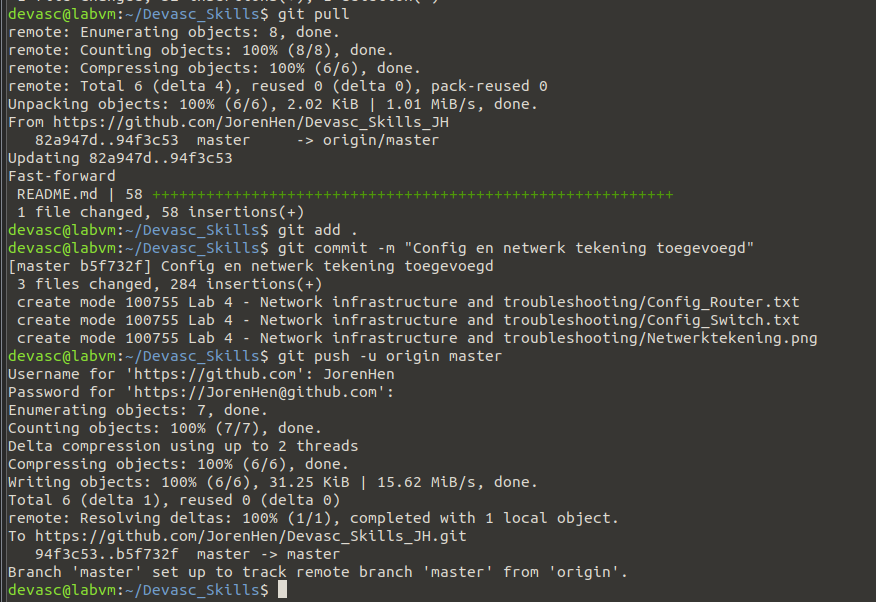 devasc@labvm:~/Devasc_Skills$ git pull
remote: Enumerating objects: 8, done.
remote: Counting objects: 100% (8/8), done.
remote: Compressing objects: 100% (6/6), done.
remote: Total 6 (delta 4), reused 0 (delta 0), pack-reused 0
Unpacking objects: 100% (6/6), 2.02 KiB | 1.01 MiB/s, done.
From https://github.com/JorenHen/Devasc_Skills_JH
   82a947d..94f3c53  master     -> origin/master
Updating 82a947d..94f3c53
Fast-forward
 README.md | 58 ++++++++++++++++++++++++++++++++++++++++++++++++++++++++++
 1 file changed, 58 insertions(+)
devasc@labvm:~/Devasc_Skills$ git add .
devasc@labvm:~/Devasc_Skills$ git commit -m "Config en netwerk tekening toegevoegd"
[master b5f732f] Config en netwerk tekening toegevoegd
 3 files changed, 284 insertions(+)
 create mode 100755 Lab 4 - Network infrastructure and troubleshooting/Config_Router.txt
 create mode 100755 Lab 4 - Network infrastructure and troubleshooting/Config_Switch.txt
 create mode 100755 Lab 4 - Network infrastructure and troubleshooting/Netwerktekening.png
devasc@labvm:~/Devasc_Skills$ git push -u origin master
Username for 'https://github.com': JorenHen
Password for 'https://JorenHen@github.com':
Enumerating objects: 7, done.
Counting objects: 100% (7/7), done.
Delta compression using up to 2 threads
Compressing objects: 100% (6/6), done.
Writing objects: 100% (6/6), 31.25 KiB | 15.62 MiB/s, done.
Total 6 (delta 1), reused 0 (delta 0)
remote: Resolving deltas: 100% (1/1), completed with 1 local object.
To https://github.com/JorenHen/Devasc_Skills_JH.git
   94f3c53..b5f732f  master -> master
Branch 'master' set up to track remote branch 'master' from 'origin'.
devasc@labvm:~/Devasc_Skills$